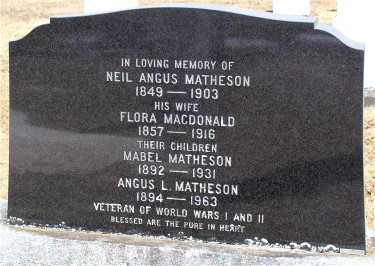 IN LOVING MEMORY OF
NEIL ANGUS MATHESON
1849 — 1903
HIS WIFE
FLORA MACDONALD
1857 — 1916
THEIR CHILDREN
MABEL MATHESON
1892 — 1931
ANGUS L. MATHESON
1894 — 1963
VETERAN OF WORLD WARS I AND II
BLESSED ARE THE PURE IN HEART